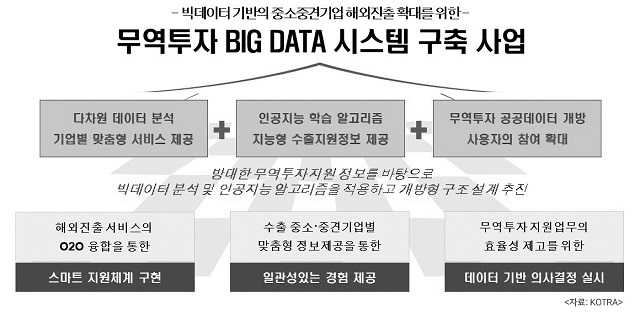 - 빅데이터 기반의 중소중견기업 해외진출 확대를 위한-
무역투자 BIG DATA 시스템 구축 사업
다차원 데이터 분석
기업별 맞춤형 서비스 제공
+
인공지능 학습 알고리즘
지능형 수출지원정보 제공
+
무역투자 공공데이터 개방
사용자의 참여 확대
방대한 무역투자지원 정보를 바탕으로
빅데이터 분석 및 인공지능 알고리즘을 적용하고 개방형 구조 설계 추진
해외진출 서비스의
O2O 융합을 통한
스마트 지원체계 구현
수출 중소·중견기업별
맞춤형 정보제공을 통한
일관성있는 경험 제공
무역투자 지원업무의
효율성 제고를 위한
데이터 기반 의사결정 실시
<자료: KOTRA>